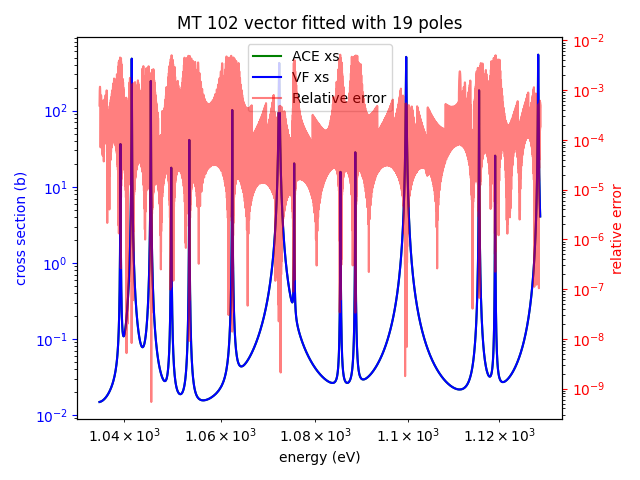 MT 102 vector fitted with 19 poles
ACE xs
VF xs
Relative error
10²
10¹
10⁰
10⁻¹
10⁻²
cross section (b)
10⁻²
10⁻³
10⁻⁴
10⁻⁵
10⁻⁶
10⁻⁷
10⁻⁸
10⁻⁹
relative error
1.04 × 10³ 1.06 × 10³ 1.08 × 10³ 1.1 × 10³ 1.12 × 10³
energy (eV)